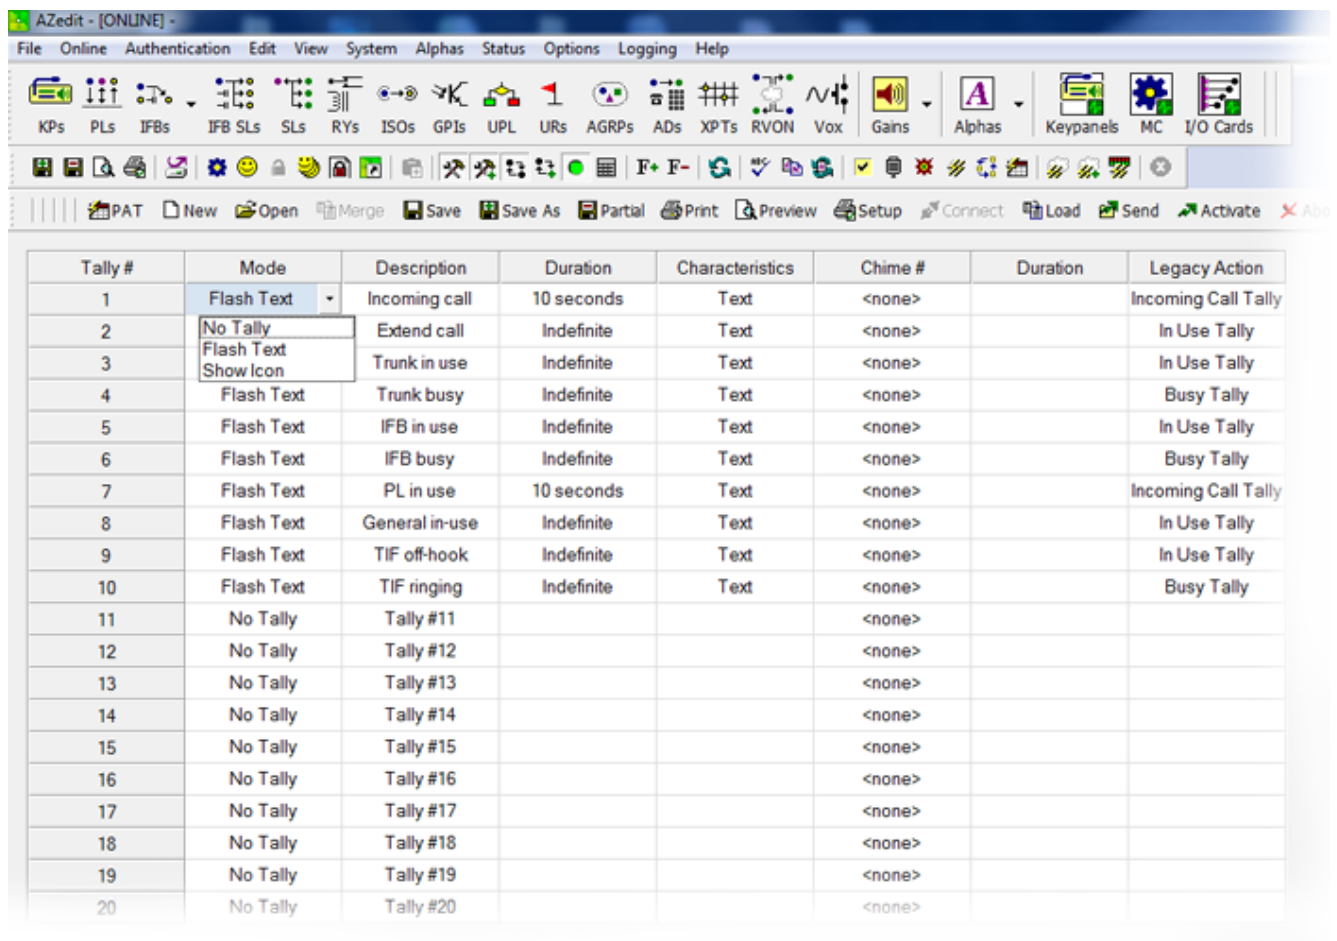 AZedit - [ONLINE] -
File Online Authentication Edit View System Alphas Status Options Logging Help
KPs PLs IFBs IFB SLs SLs RYs ISOs GPIs UPL URs AGRPs ADs XPTs RVON Vox Gains Alphas Keypanels MC I/O Cards
F+ F-
PAT New Open Merge Save Save As Partial Print Preview Setup Connect Load Send Activate
Tally # Mode Description Duration Characteristics Chime # Duration Legacy Action
1 Flash Text Incoming call 10 seconds Text <none> Incoming Call Tally
2 No Tally Extend call Indefinite Text <none> In Use Tally
Flash Text
3 Trunk in use Indefinite Text <none> In Use Tally
Show Icon
4 Flash Text Trunk busy Indefinite Text <none> Busy Tally
5 Flash Text IFB in use Indefinite Text <none> In Use Tally
6 Flash Text IFB busy Indefinite Text <none> Busy Tally
7 Flash Text PL in use 10 seconds Text <none> Incoming Call Tally
8 Flash Text General in-use Indefinite Text <none> In Use Tally
9 Flash Text TIF off-hook Indefinite Text <none> In Use Tally
10 Flash Text TIF ringing Indefinite Text <none> Busy Tally
11 No Tally Tally #11 <none>
12 No Tally Tally #12 <none>
13 No Tally Tally #13 <none>
14 No Tally Tally #14 <none>
15 No Tally Tally #15 <none>
16 No Tally Tally #16 <none>
17 No Tally Tally #17 <none>
18 No Tally Tally #18 <none>
19 No Tally Tally #19 <none>
20 No Tally Tally #20 <none>